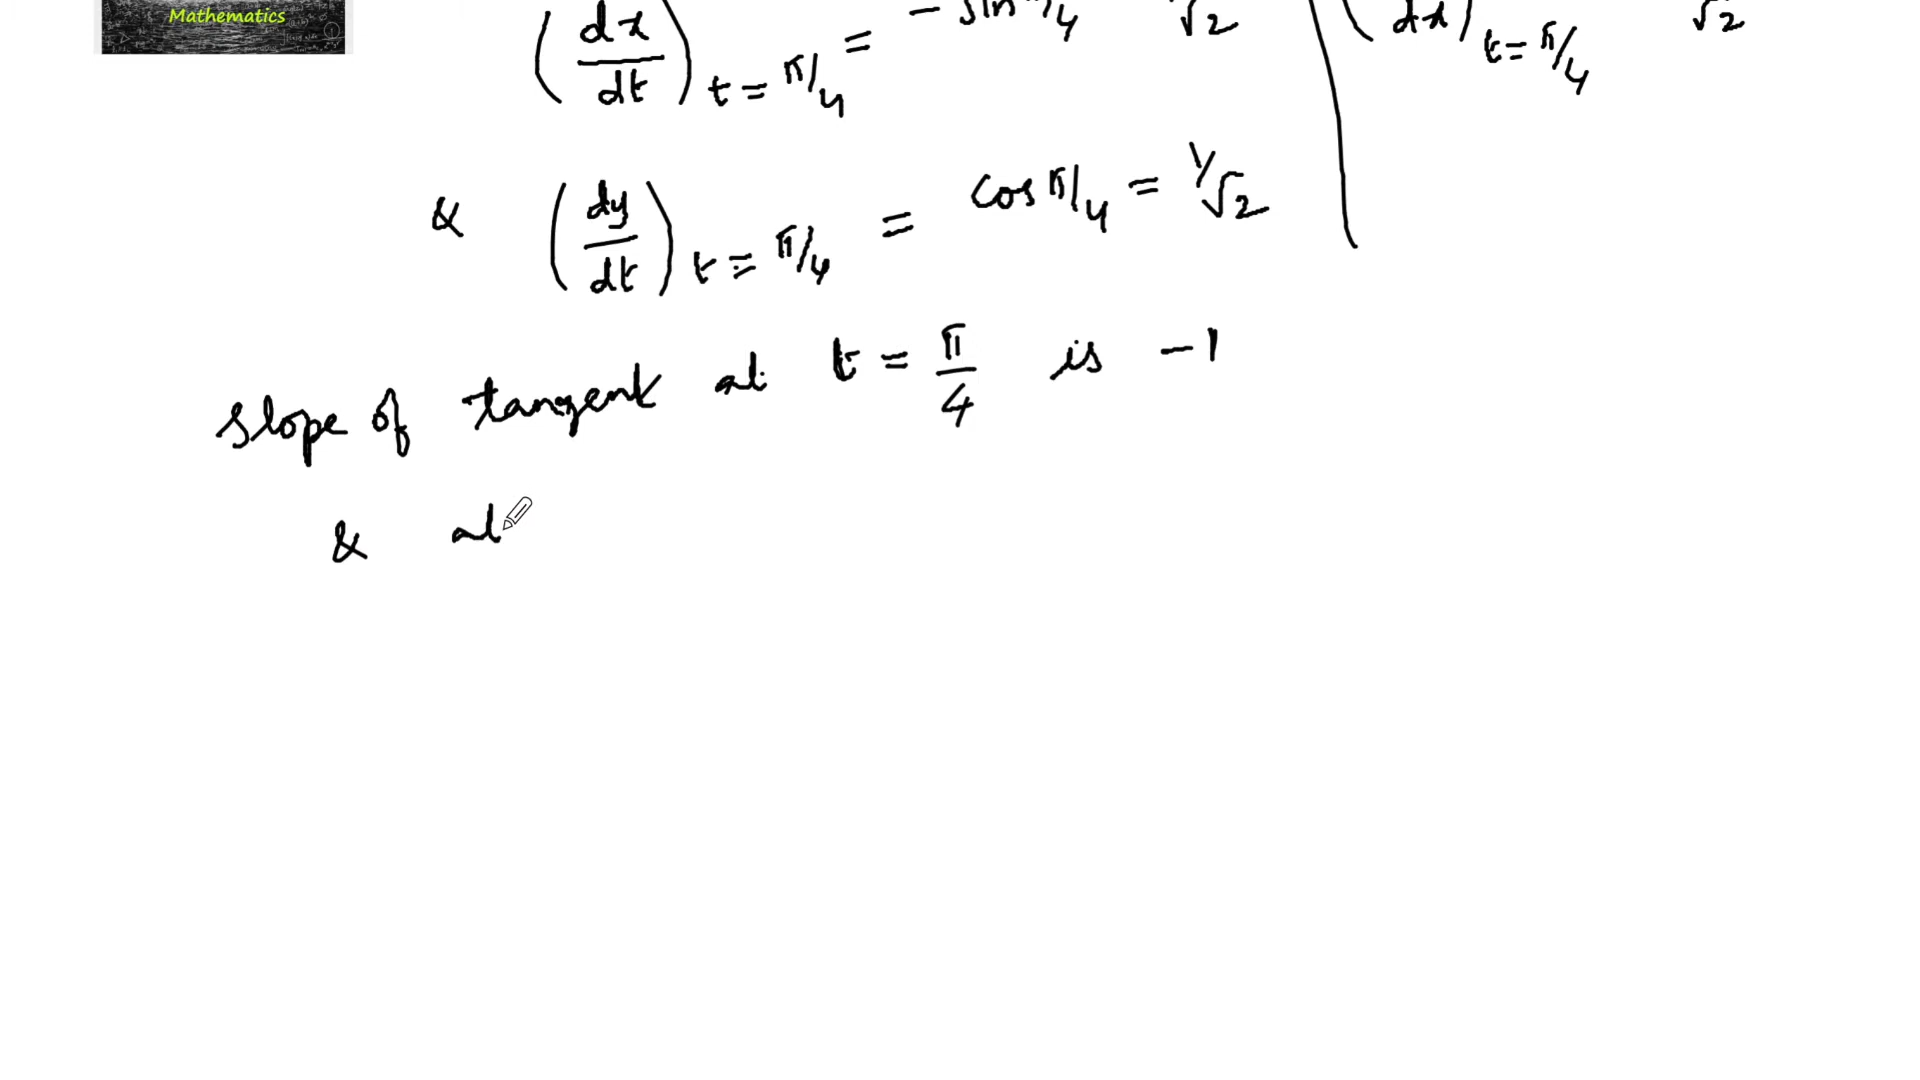 Mathematics
(dx/dt) t = π/4 = - sin π/4 √2
(dx) t = π/4 √2
& (dy/dt) t = π/4 = cos π/4 = 1/√2
slope of tangent at t = π/4 is -1
& at